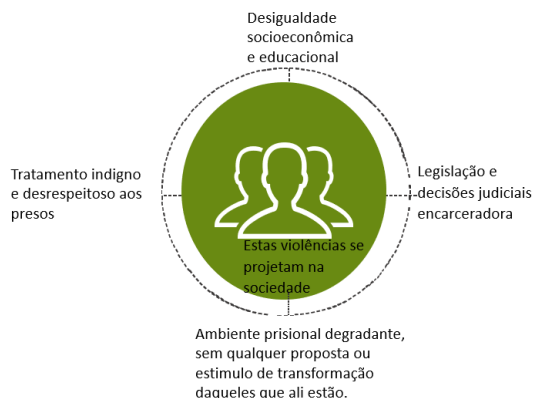 Desigualdade
socioeconômica
e educacional
Tratamento indigno
e desrespeitoso aos
presos
Legislação e
decisões judiciais
encarceradora
Estas violências se
projetam na
sociedade
Ambiente prisional degradante,
sem qualquer proposta ou
estimulo de transformação
daqueles que ali estão.